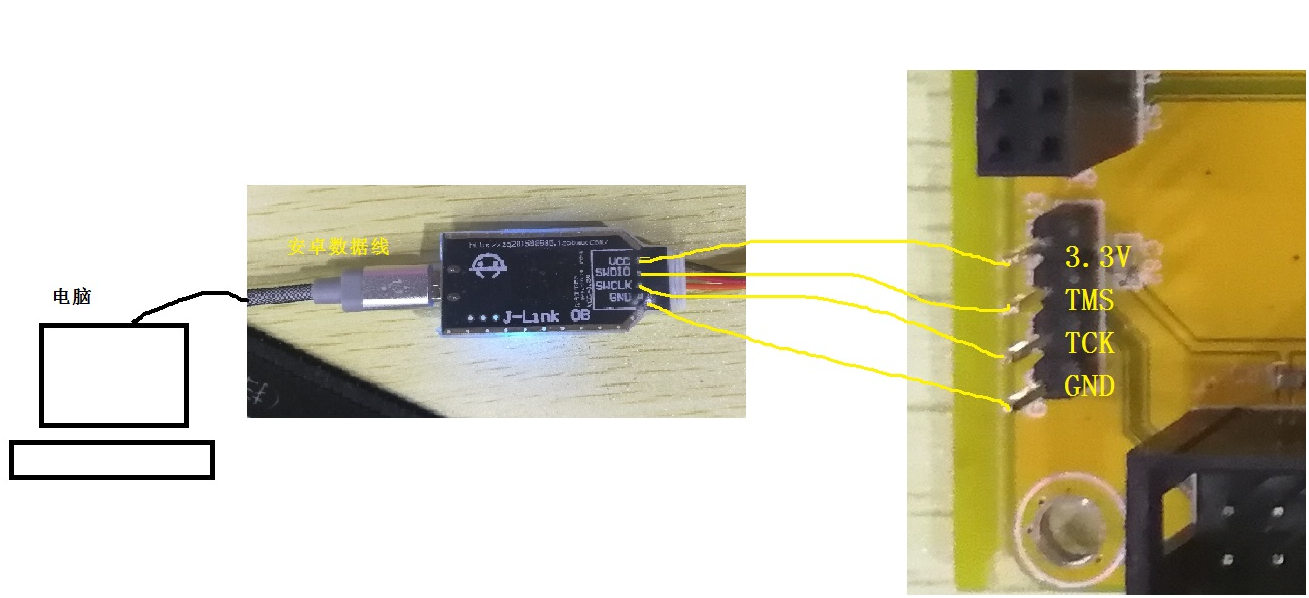 电脑
安卓数据线
VCC
SWDIO
SWCLK
GND
J-Link OB
3.3V
TMS
TCK
GND